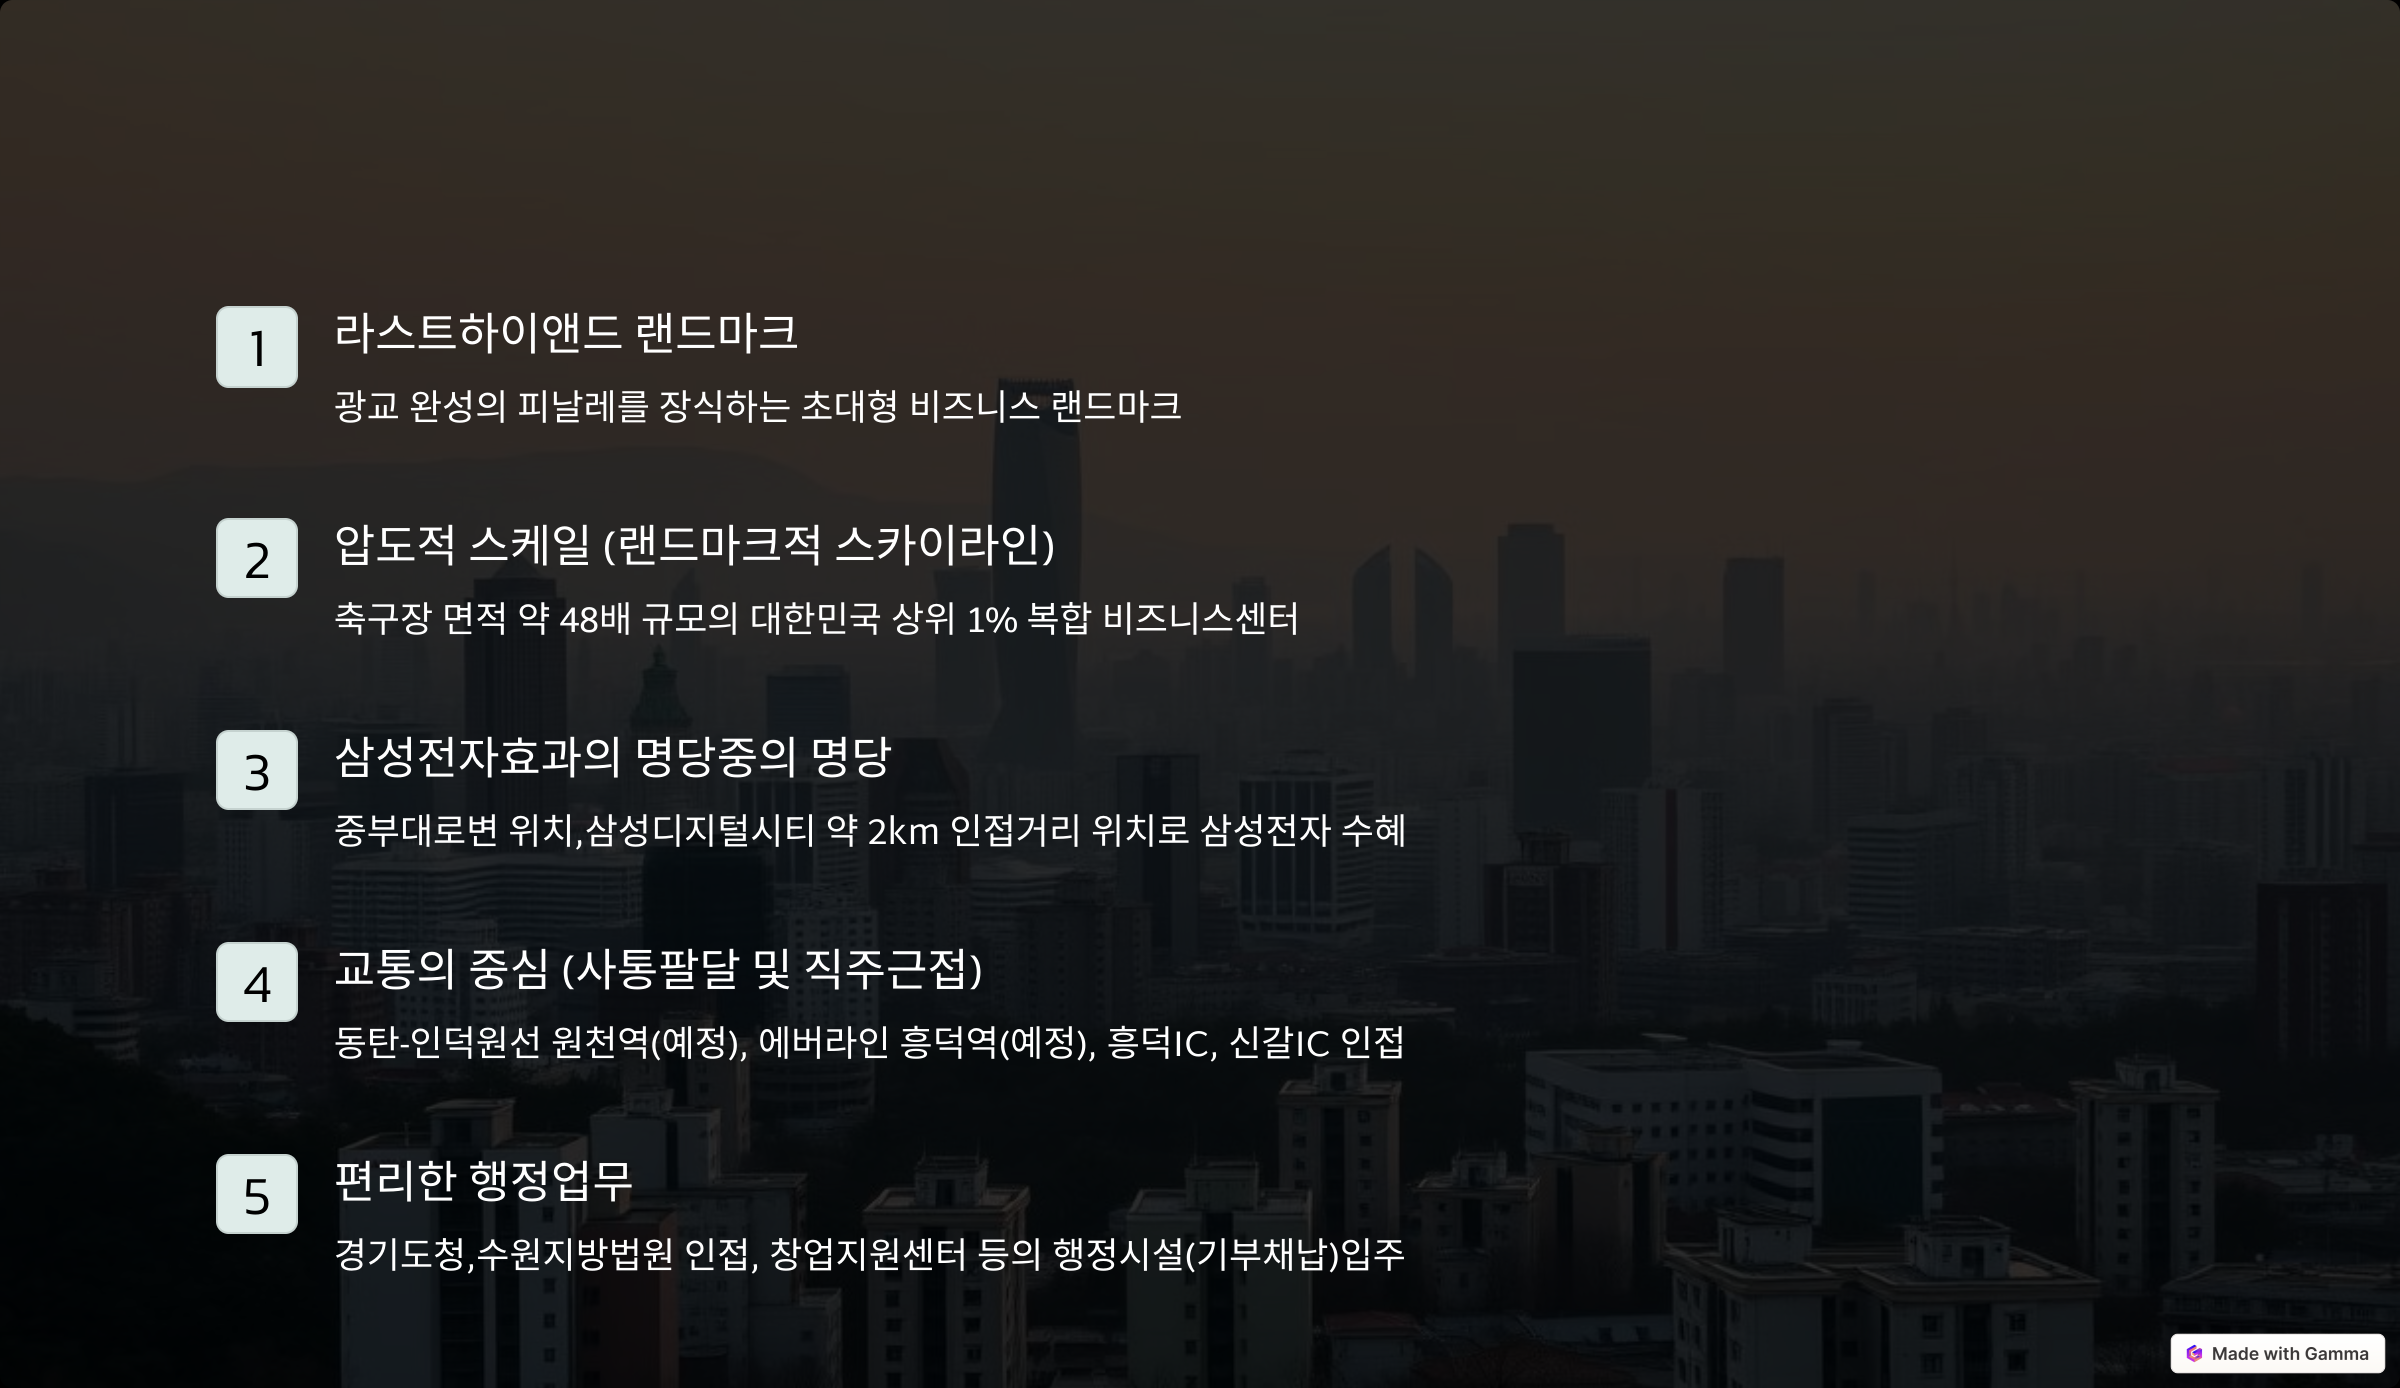 1
라스트하이앤드 랜드마크
광교 완성의 피날레를 장식하는 초대형 비즈니스 랜드마크
2
압도적 스케일 (랜드마크적 스카이라인)
축구장 면적 약 48배 규모의 대한민국 상위 1% 복합 비즈니스센터
3
삼성전자효과의 명당중의 명당
중부대로변 위치,삼성디지털시티 약 2km 인접거리 위치로 삼성전자 수혜
4
교통의 중심 (사통팔달 및 직주근접)
동탄-인덕원선 원천역(예정), 에버라인 흥덕역(예정), 흥덕IC, 신갈IC 인접
5
편리한 행정업무
경기도청,수원지방법원 인접, 창업지원센터 등의 행정시설(기부채납)입주
Made with Gamma